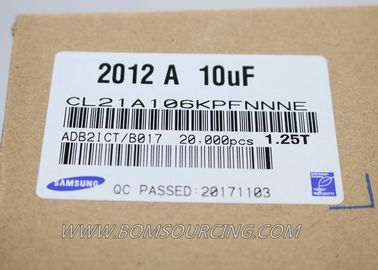 2012 A 10uF
CL21A106KPFNNNE
ADB2ICT/B017 20,000pcs 1.25T
SAMSUNG
QC PASSED:20171103
WWW.BOMSOURCING.COM